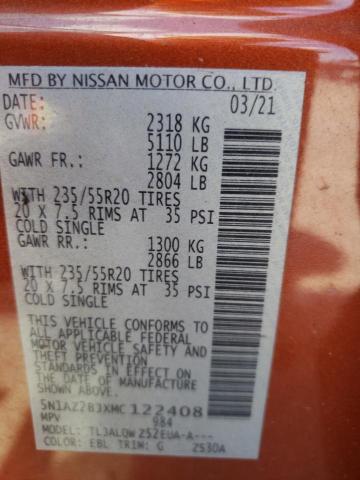 MFD BY NISSAN MOTOR CO., LTD.
DATE: 03/21
GVWR: 2318 KG
5110 LB
GAWR FR.: 1272 KG
2804 LB
WITH 235/55R20 TIRES
20 X 7.5 RIMS AT 35 PSI
COLD SINGLE
GAWR RR.: 1300 KG
2866 LB
WITH 235/55R20 TIRES
20 X 7.5 RIMS AT 35 PSI
COLD SINGLE
THIS VEHICLE CONFORMS TO
ALL APPLICABLE FEDERAL
MOTOR VEHICLE SAFETY AND
THEFT PREVENTION
STANDARDS IN EFFECT ON
THE DATE OF MANUFACTURE
SHOWN ABOVE.
5N1AZ2B3XMC122408
MPV 984
MODEL: TL3ALQW Z52EUA-A---
COLOR: EBL TRIM: G Z530A